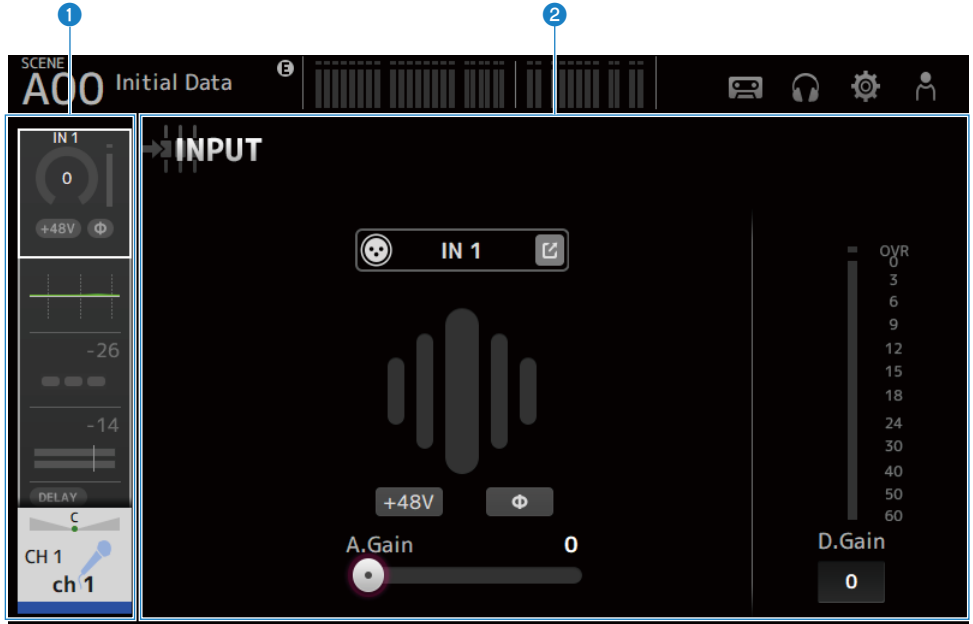 1 2
SCENE
A00 Initial Data E
IN 1
0
+48V Φ
-26
-14
DELAY
C
CH 1
ch 1
INPUT
IN 1
+48V Φ
A.Gain 0
OVR
0
3
6
9
12
15
18
24
30
40
50
60
D.Gain
0